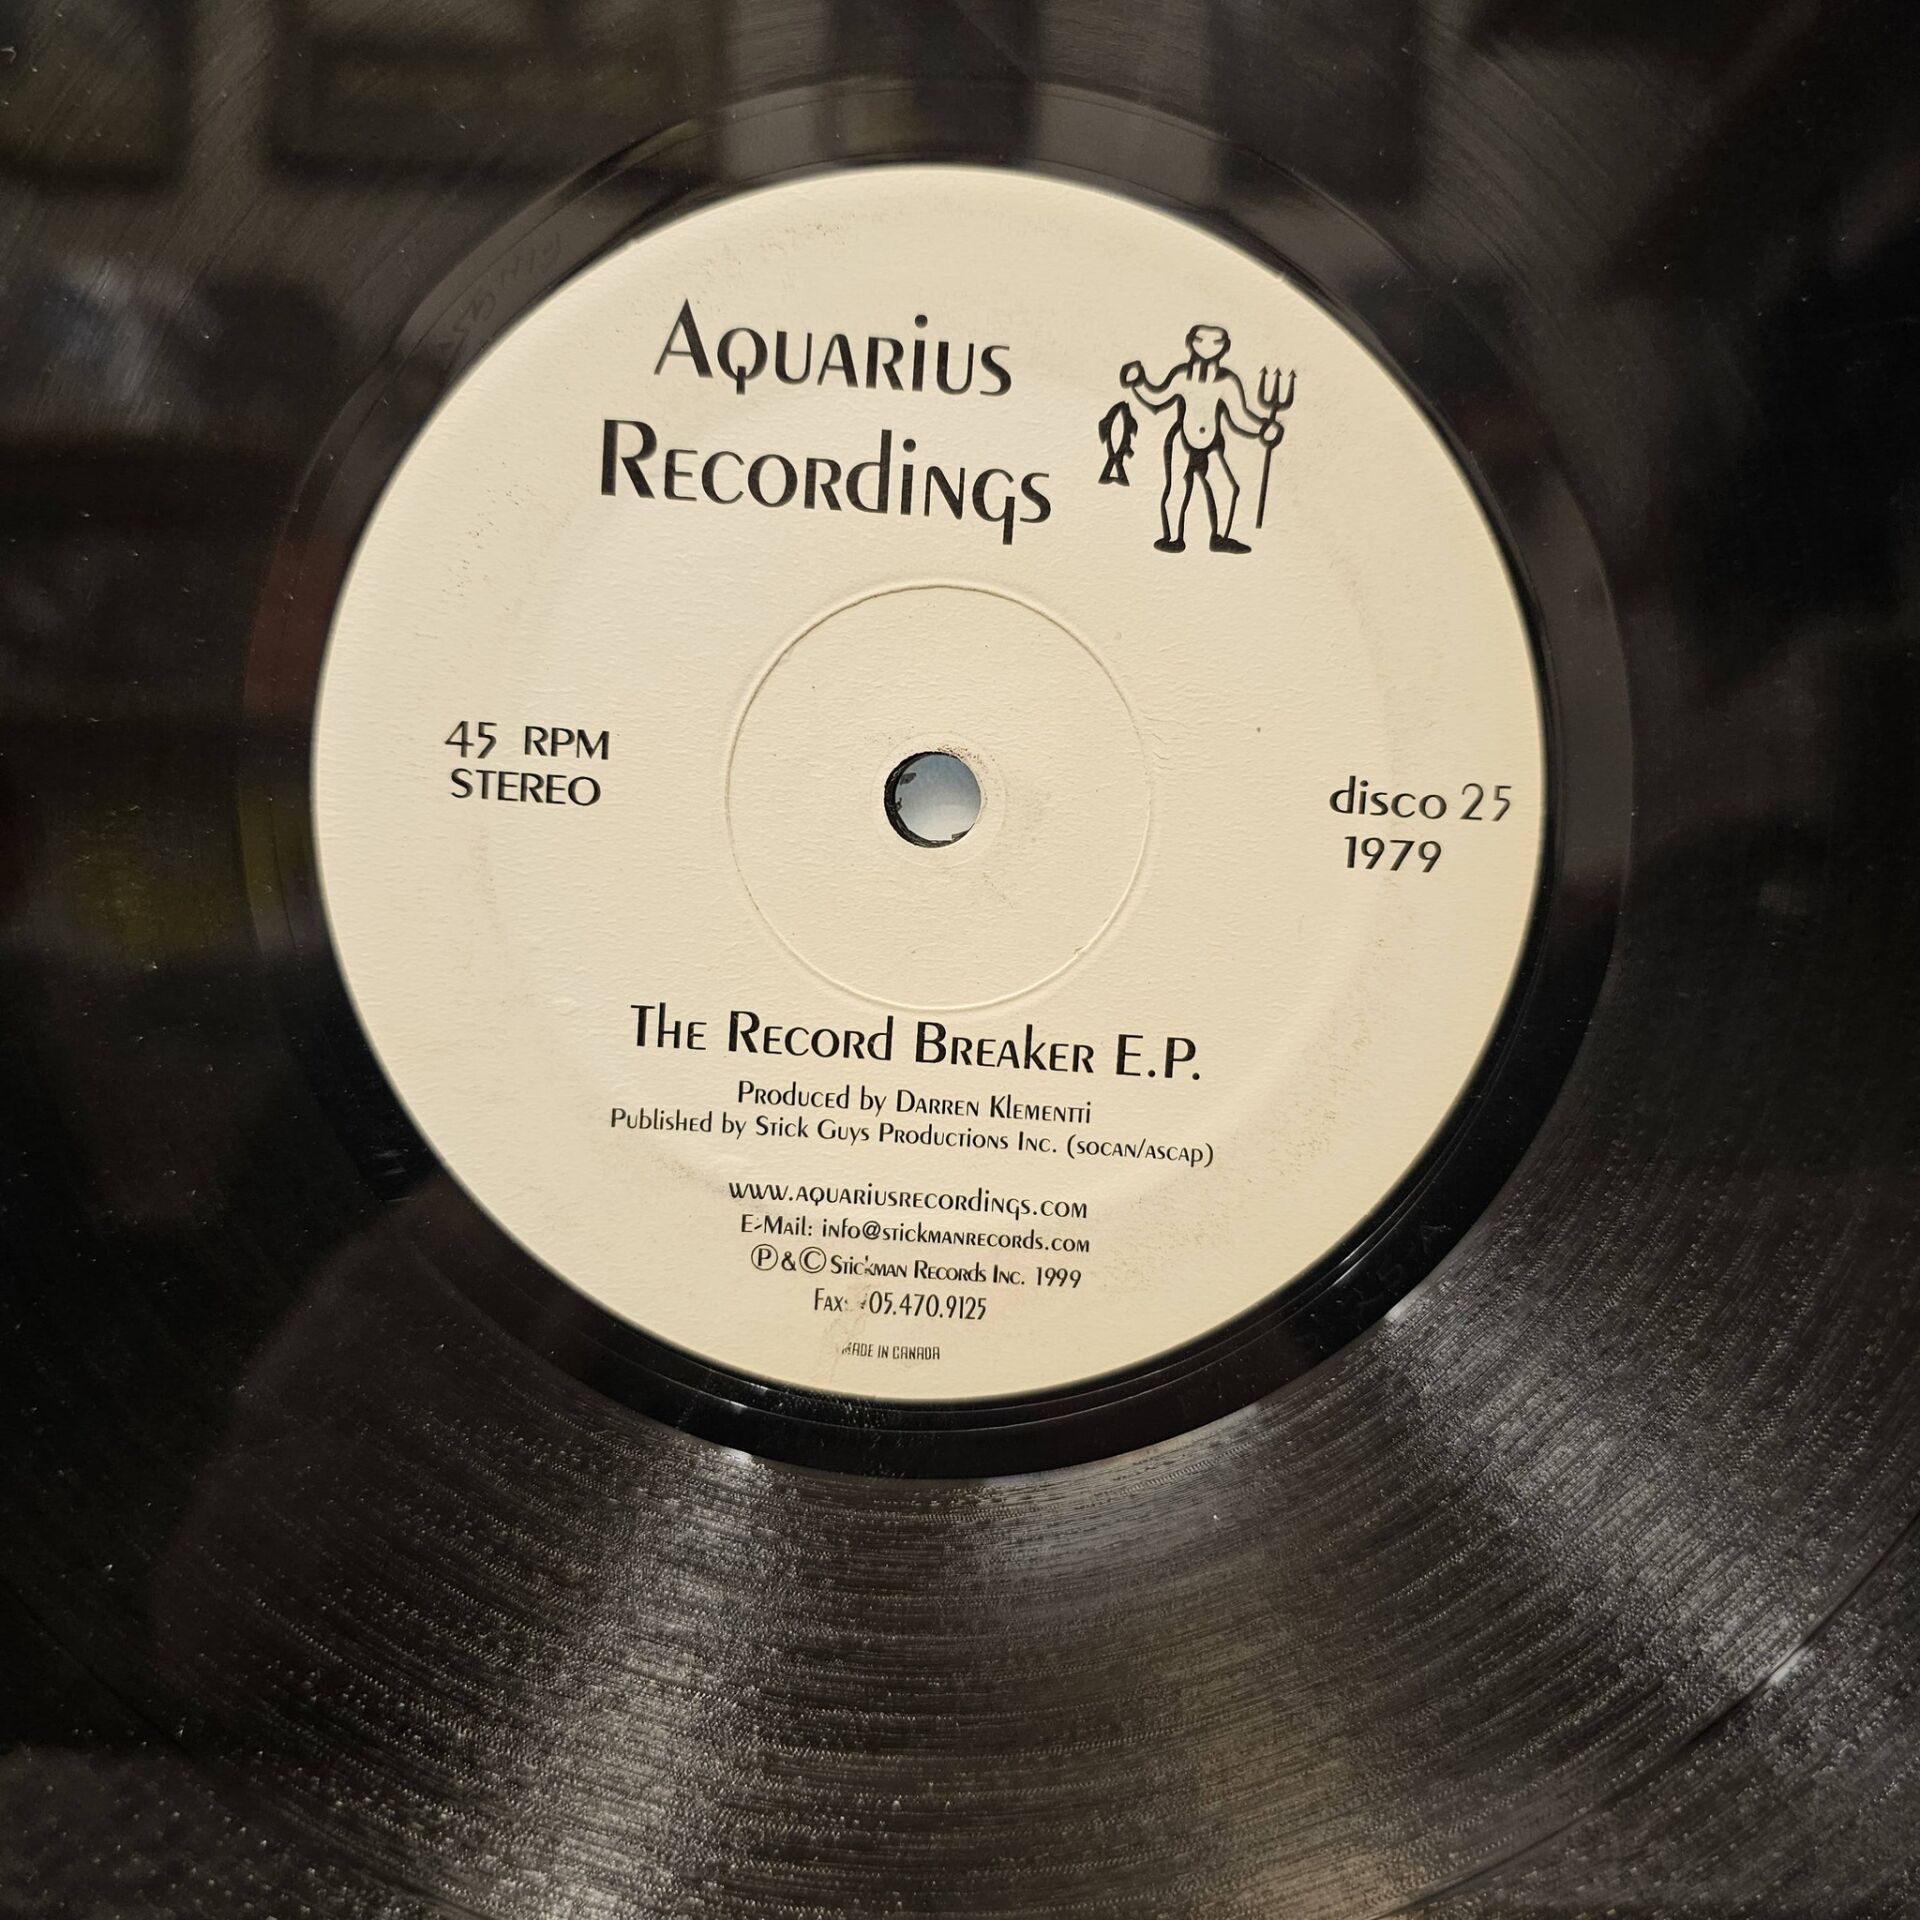 Aquarius
Recordings
45 RPM
STEREO
disco 25
1979
The Record Breaker E.P.
Produced by Darren Klementti
Published by Stick Guys Productions Inc. (SOCAN/ASCAP)
www.aquariusrecordings.com
E-Mail: info@stickmanrecords.com
Ⓟ & © Stickman Records Inc. 1999
Fax:
MADE IN CANADA